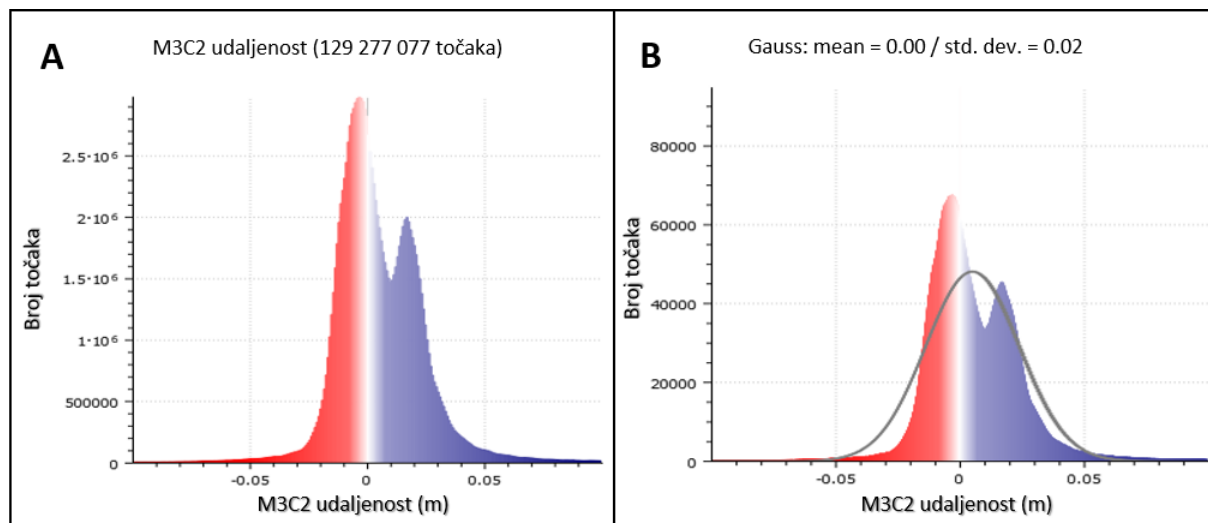 A
M3C2 udaljenost (129 277 077 točaka)
Broj točaka
2.5·10⁶
2·10⁶
1.5·10⁶
1·10⁶
500000
0
-0.05
0
0.05
M3C2 udaljenost (m)
B
Gauss: mean = 0.00 / std. dev. = 0.02
Broj točaka
80000
60000
40000
20000
0
-0.05
0
0.05
M3C2 udaljenost (m)